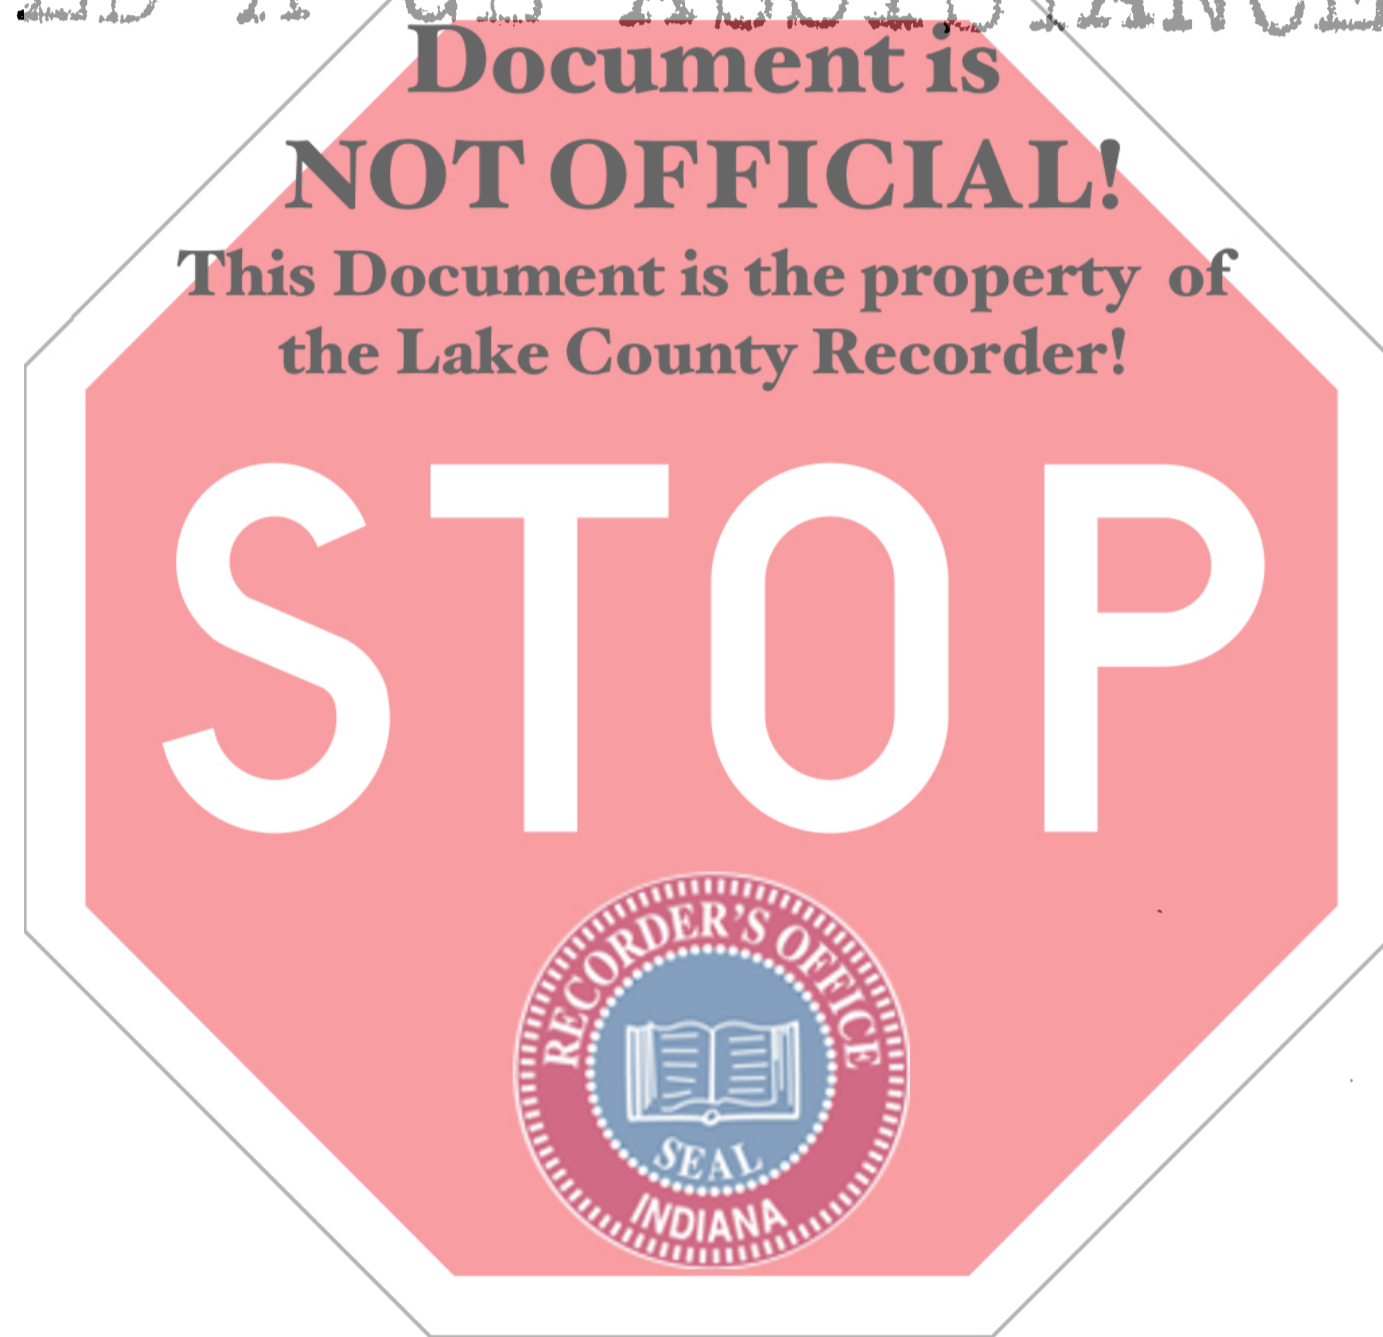 ASSISTANCE
Document is
NOT OFFICIAL!
This Document is the property of
the Lake County Recorder!
STOP
RECORDER'S OFFICE
SEAL
INDIANA